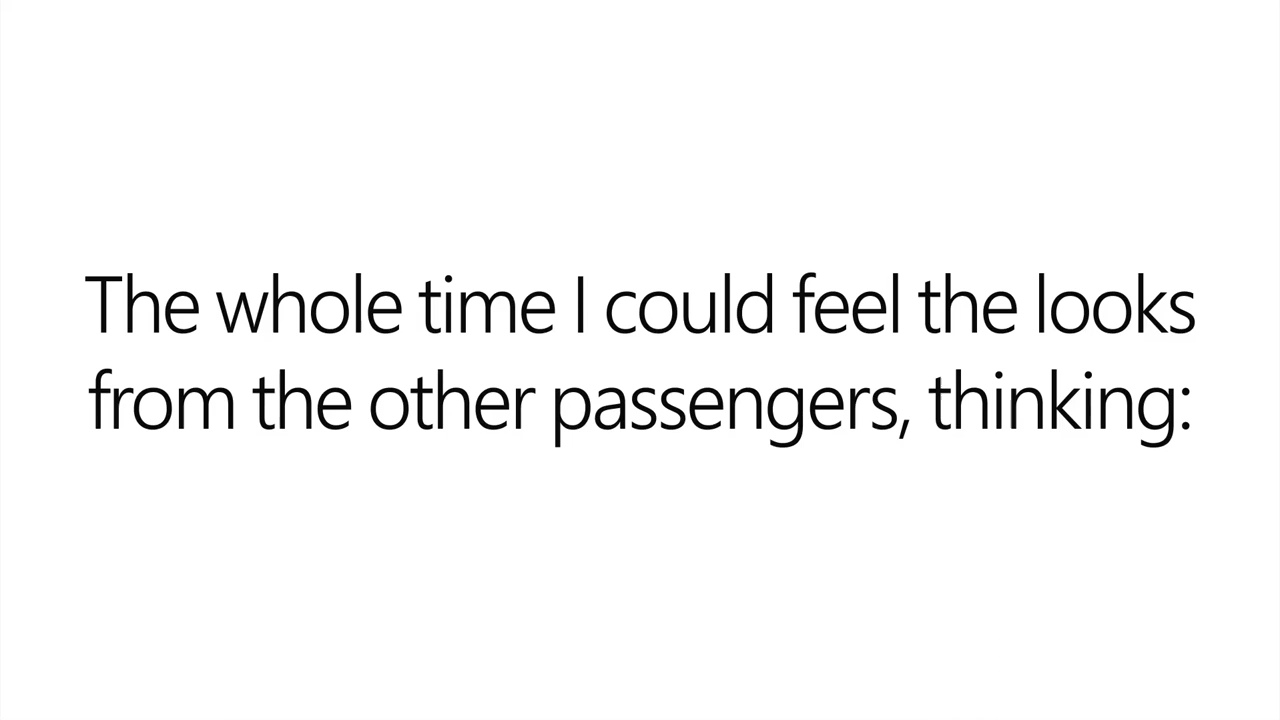 The whole time I could feel the looks
from the other passengers, thinking: